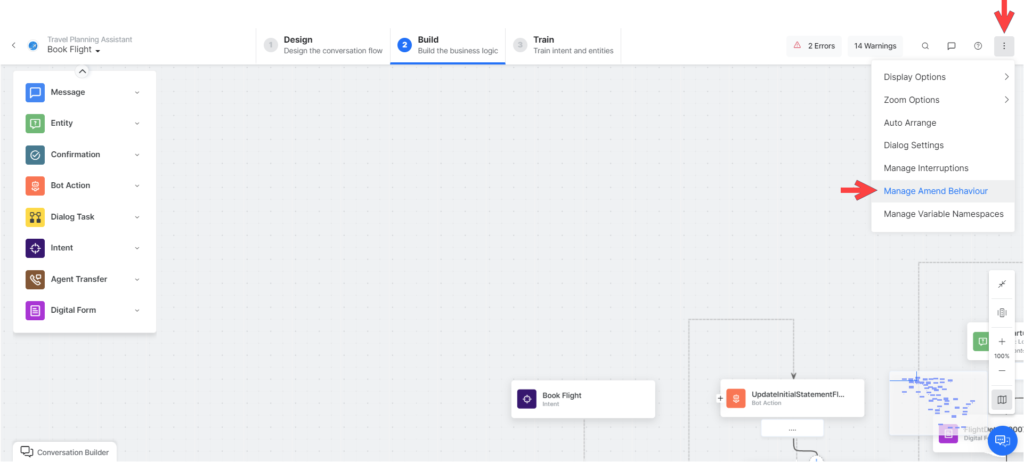 Travel Planning Assistant
Book Flight
1
Design
Design the conversation flow
2
Build
Build the business logic
3
Train
Train intent and entities
2 Errors
14 Warnings
Message
Entity
Confirmation
Bot Action
Dialog Task
Intent
Agent Transfer
Digital Form
Display Options
Zoom Options
Auto Arrange
Dialog Settings
Manage Interruptions
Manage Amend Behaviour
Manage Variable Namespaces
100%
Book Flight
Intent
UpdateInitialStatementFl...
Bot Action
....
Conversation Builder